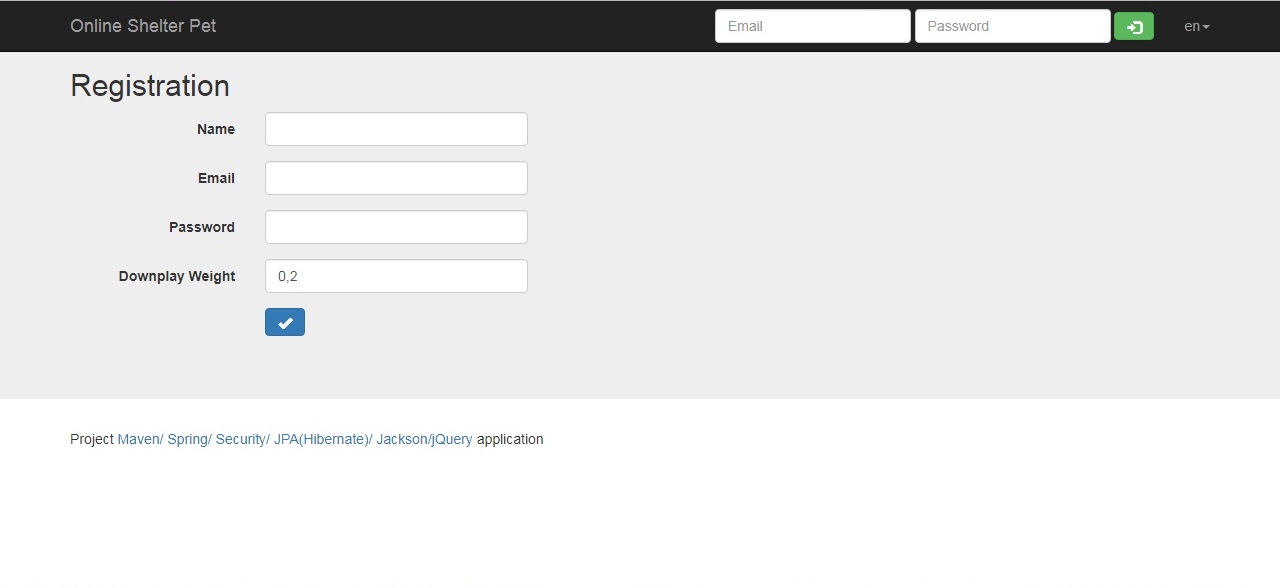 Online Shelter Pet Email Password en
Registration
Name
Email
Password
Downplay Weight 0,2
Project Maven/ Spring/ Security/ JPA(Hibernate)/ Jackson/jQuery application